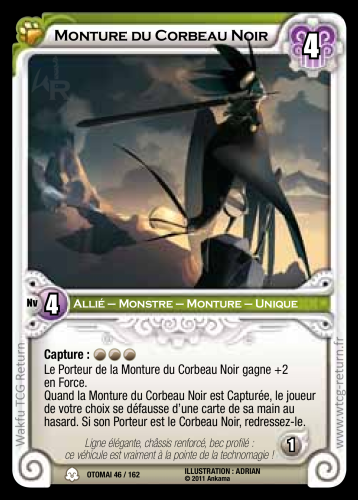 MONTURE DU CORBEAU NOIR
4
Nv 4
ALLIÉ – MONSTRE – MONTURE – UNIQUE
Capture :
Le Porteur de la Monture du Corbeau Noir gagne +2
en Force.
Quand la Monture du Corbeau Noir est Capturée, le joueur
de votre choix se défausse d'une carte de sa main au
hasard. Si son Porteur est le Corbeau Noir, redressez-le.
Ligne élégante, châssis renforcé, bec profilé :
ce véhicule est vraiment à la pointe de la technomagie !
1
OTOMAI 46 / 162
ILLUSTRATION : ADRIAN
© 2011 Ankama
Wakfu TCG Return
www.wtcg-return.fr